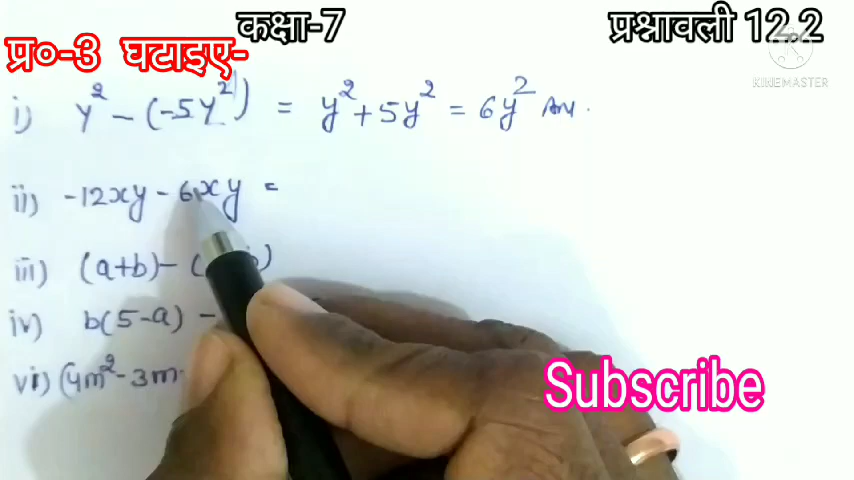 कक्षा-7 प्रश्नावली 12.2
प्र०-3 घटाइए-
KINEMASTER
i) y² - (-5y²) = y² + 5y² = 6y² Ans.
ii) -12xy - 6xy =
iii) (a+b) - (
iv) b(5-a) -
vi) (4m² - 3m
Subscribe